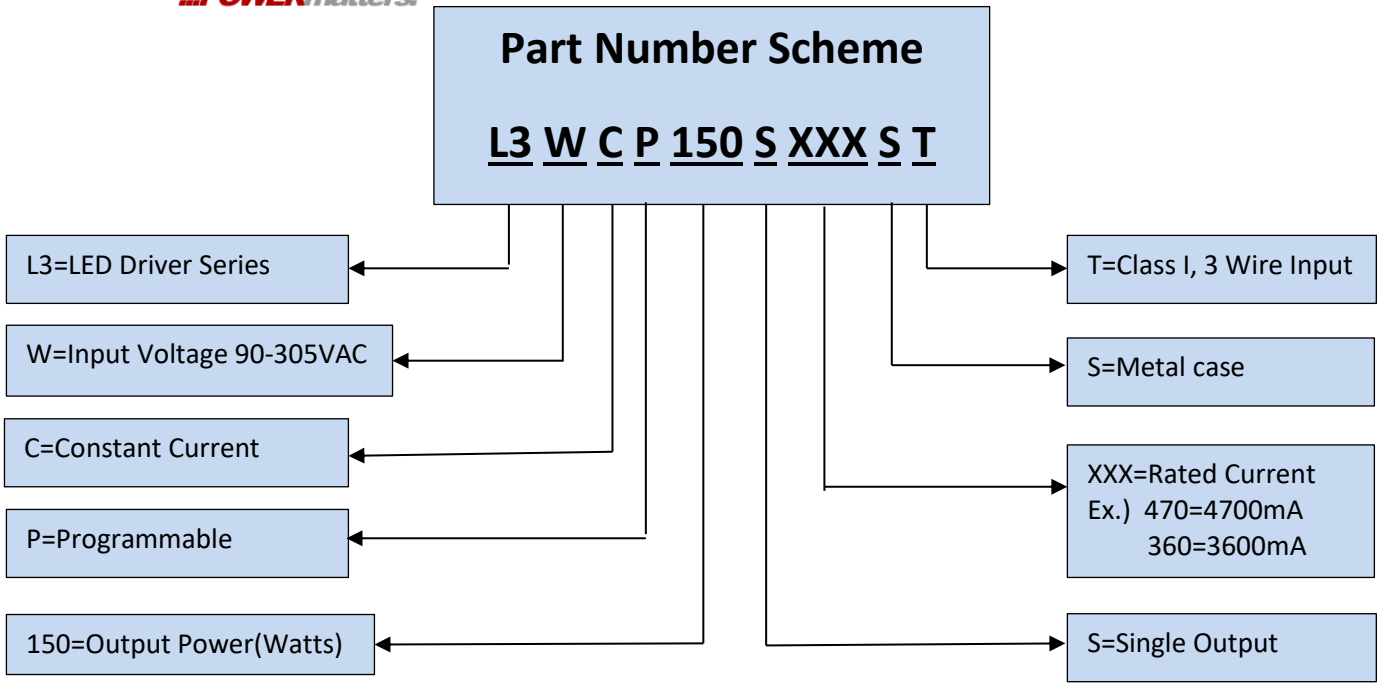 ...POWERmatters.
Part Number Scheme
L3 W C P 150 S XXX S T
L3=LED Driver Series
W=Input Voltage 90-305VAC
C=Constant Current
P=Programmable
150=Output Power(Watts)
T=Class I, 3 Wire Input
S=Metal case
XXX=Rated Current
Ex.) 470=4700mA
360=3600mA
S=Single Output